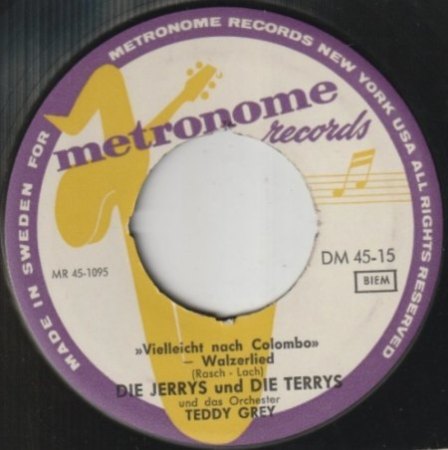 MADE IN SWEDEN FOR METRONOME RECORDS NEW YORK USA ALL RIGHTS RESERVED
metronome
records
MR 45-1095
DM 45-15
BIEM
»Vielleicht nach Colombo»
– Walzerlied
(Rasch - Lach)
DIE JERRYS und DIE TERRYS
und das Orchester
TEDDY GREY